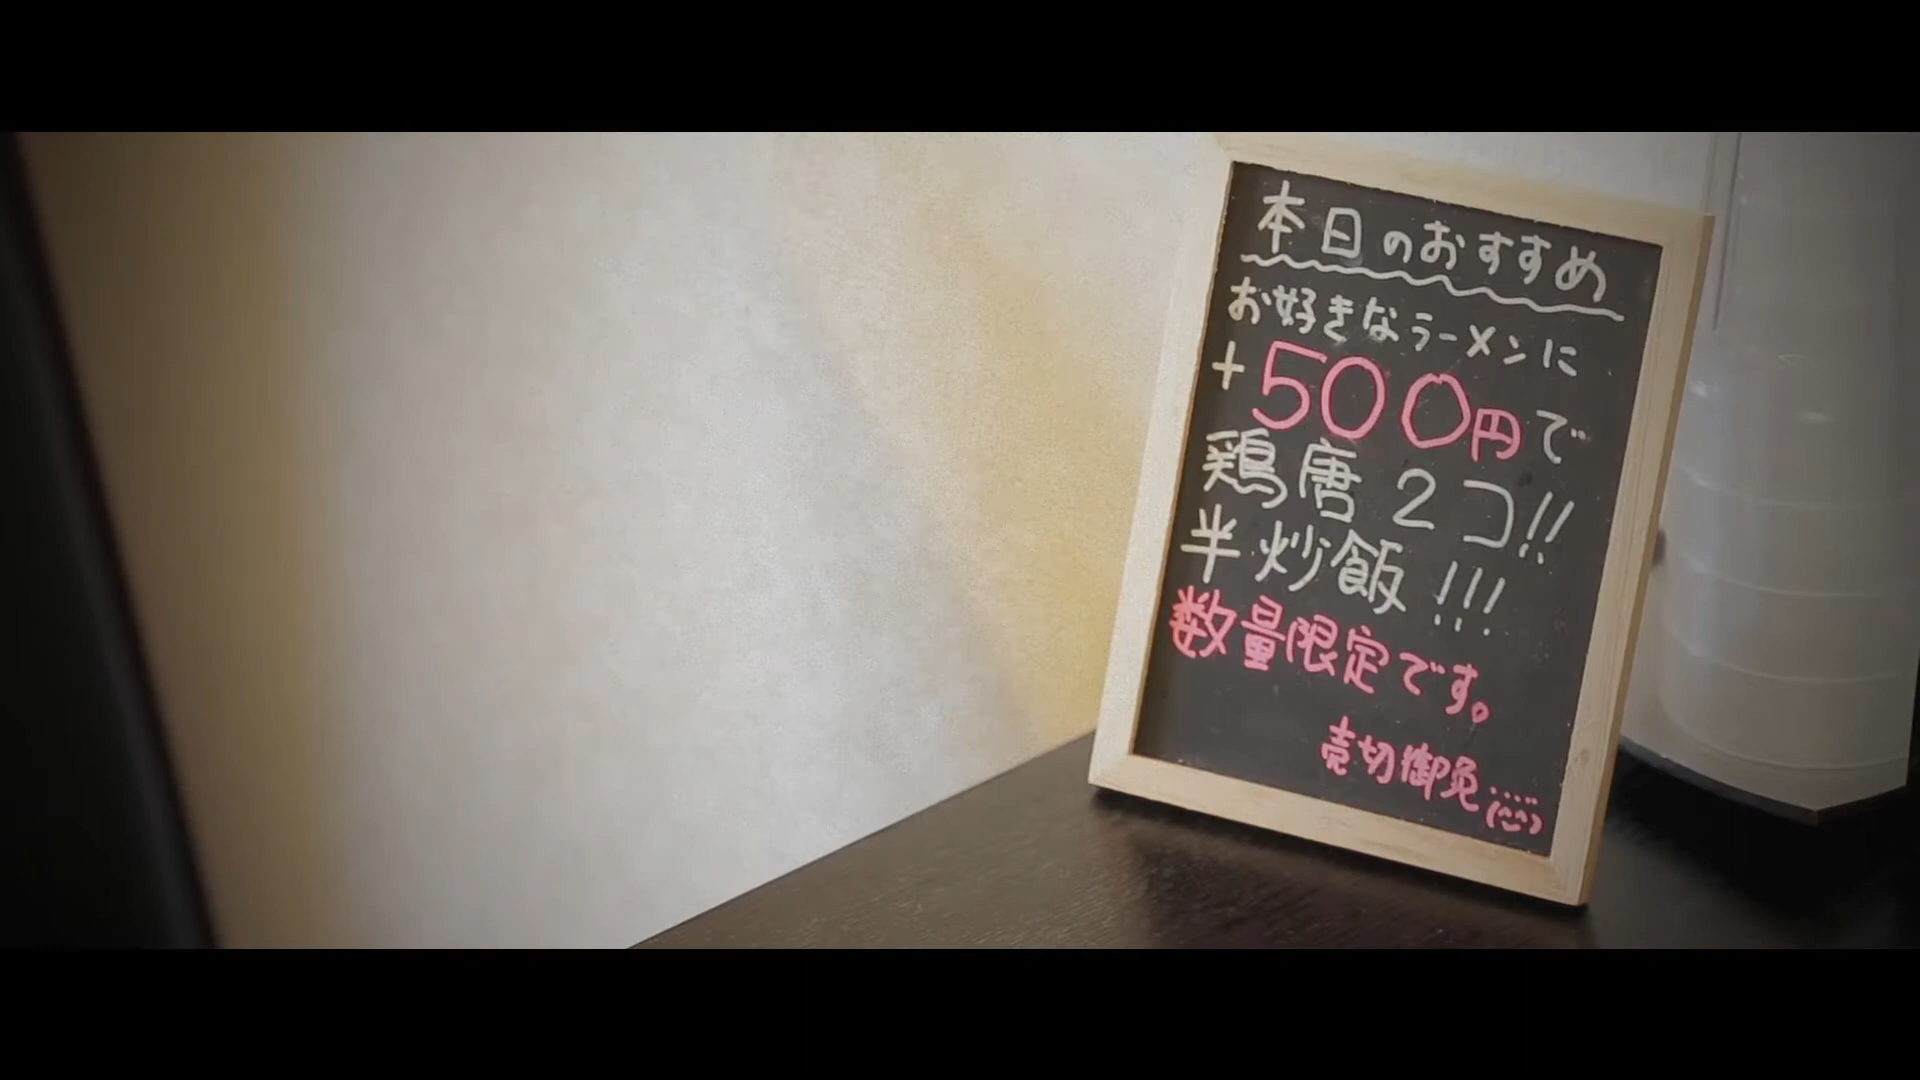 本日のおすすめ
お好きなラーメンに
+500円で
鶏唐2コ!!
半炒飯!!!
数量限定です。
売切御免